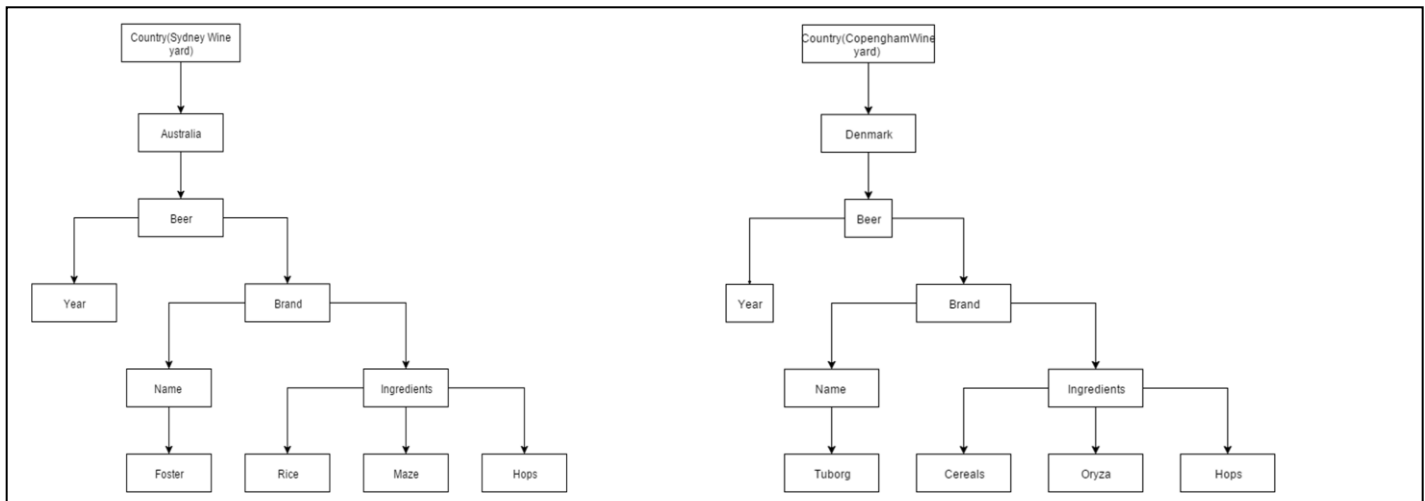 Country(Sydney Wine
yard)
Australia
Beer
Year
Brand
Name
Ingredients
Foster
Rice
Maze
Hops
Country(CopenghamWine
yard)
Denmark
Beer
Year
Brand
Name
Ingredients
Tuborg
Cereals
Oryza
Hops